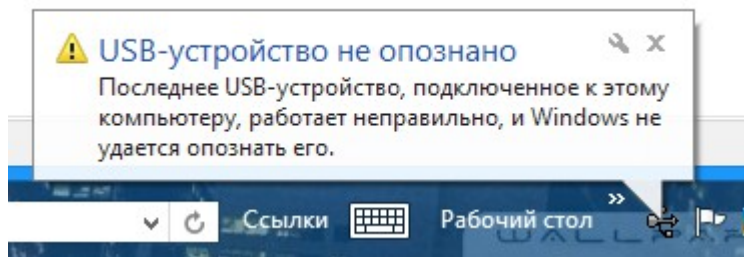 USB-устройство не опознано
Последнее USB-устройство, подключенное к этому
компьютеру, работает неправильно, и Windows не
удается опознать его.
Ссылки
Рабочий стол